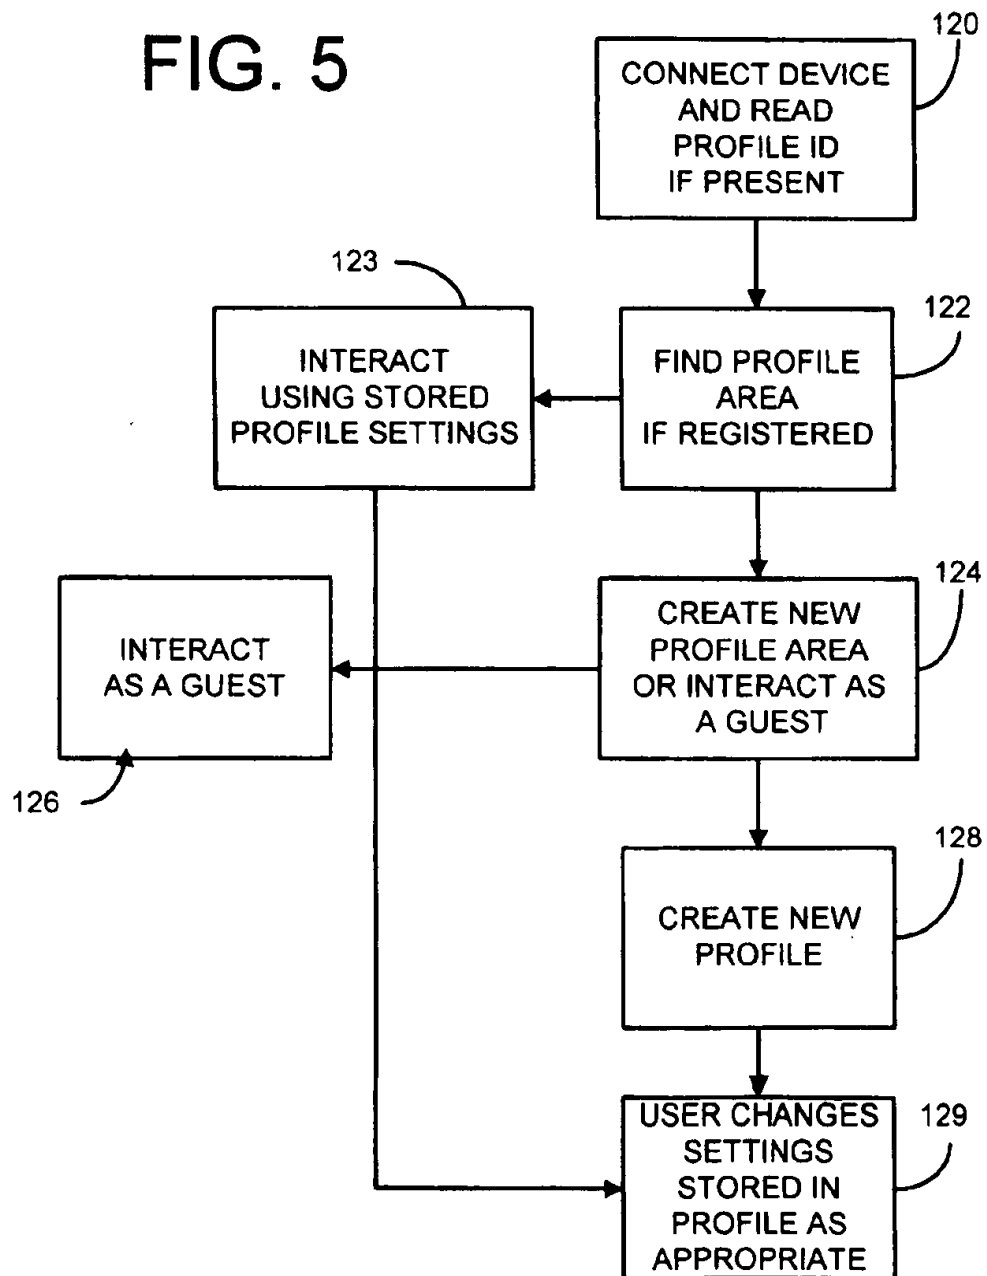 FIG. 5
120
CONNECT DEVICE
AND READ
PROFILE ID
IF PRESENT
123
122
INTERACT
USING STORED
PROFILE SETTINGS
FIND PROFILE
AREA
IF REGISTERED
124
INTERACT
AS A GUEST
CREATE NEW
PROFILE AREA
OR INTERACT AS
A GUEST
126
128
CREATE NEW
PROFILE
129
USER CHANGES
SETTINGS
STORED IN
PROFILE AS
APPROPRIATE